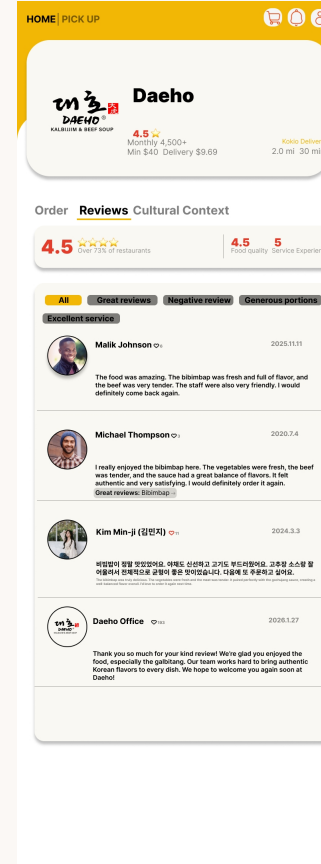 HOME | PICK UP
대호
DAEHO®
KALBIJJIM & BEEF SOUP
Daeho
4.5
Monthly 4,500+
Min $40 Delivery $9.69
Kokio Deliver
2.0 mi 30 min
Order Reviews Cultural Context
4.5
Over 73% of restaurants
4.5
Food quality
5
Service Experien
All Great reviews Negative review Generous portions
Excellent service
Malik Johnson
2025.11.11
The food was amazing. The bibimbap was fresh and full of flavor, and
the beef was very tender. The staff were also very friendly. I would
definitely come back again.
Michael Thompson
2020.7.4
I really enjoyed the bibimbap here. The vegetables were fresh, the beef
was tender, and the sauce had a great balance of flavors. It felt
authentic and very satisfying. I would definitely order it again.
Great reviews: Bibimbap
Kim Min-ji (김민지)
2024.3.3
비빔밥이 정말 맛있었어요. 야채도 신선하고 고기도 부드러웠어요. 고추장 소스랑 잘
어울려서 전체적으로 균형이 좋은 맛이었습니다. 다음에 또 주문하고 싶어요.
Daeho Office
2026.1.27
Thank you so much for your kind review! We're glad you enjoyed the
food, especially the galbitang. Our team works hard to bring authentic
Korean flavors to every dish. We hope to welcome you again soon at
Daeho!